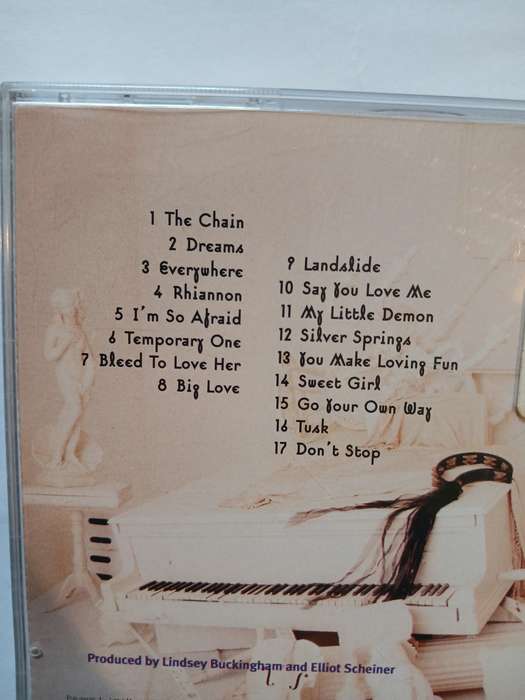 1 The Chain
2 Dreams
3 Everywhere
4 Rhiannon
5 I'm So Afraid
6 Temporary One
7 Bleed To Love Her
8 Big Love
9 Landslide
10 Say You Love Me
11 My Little Demon
12 Silver Springs
13 You Make Loving Fun
14 Sweet Girl
15 Go Your Own Way
16 Tusk
17 Don't Stop
Produced by Lindsey Buckingham and Elliot Scheiner